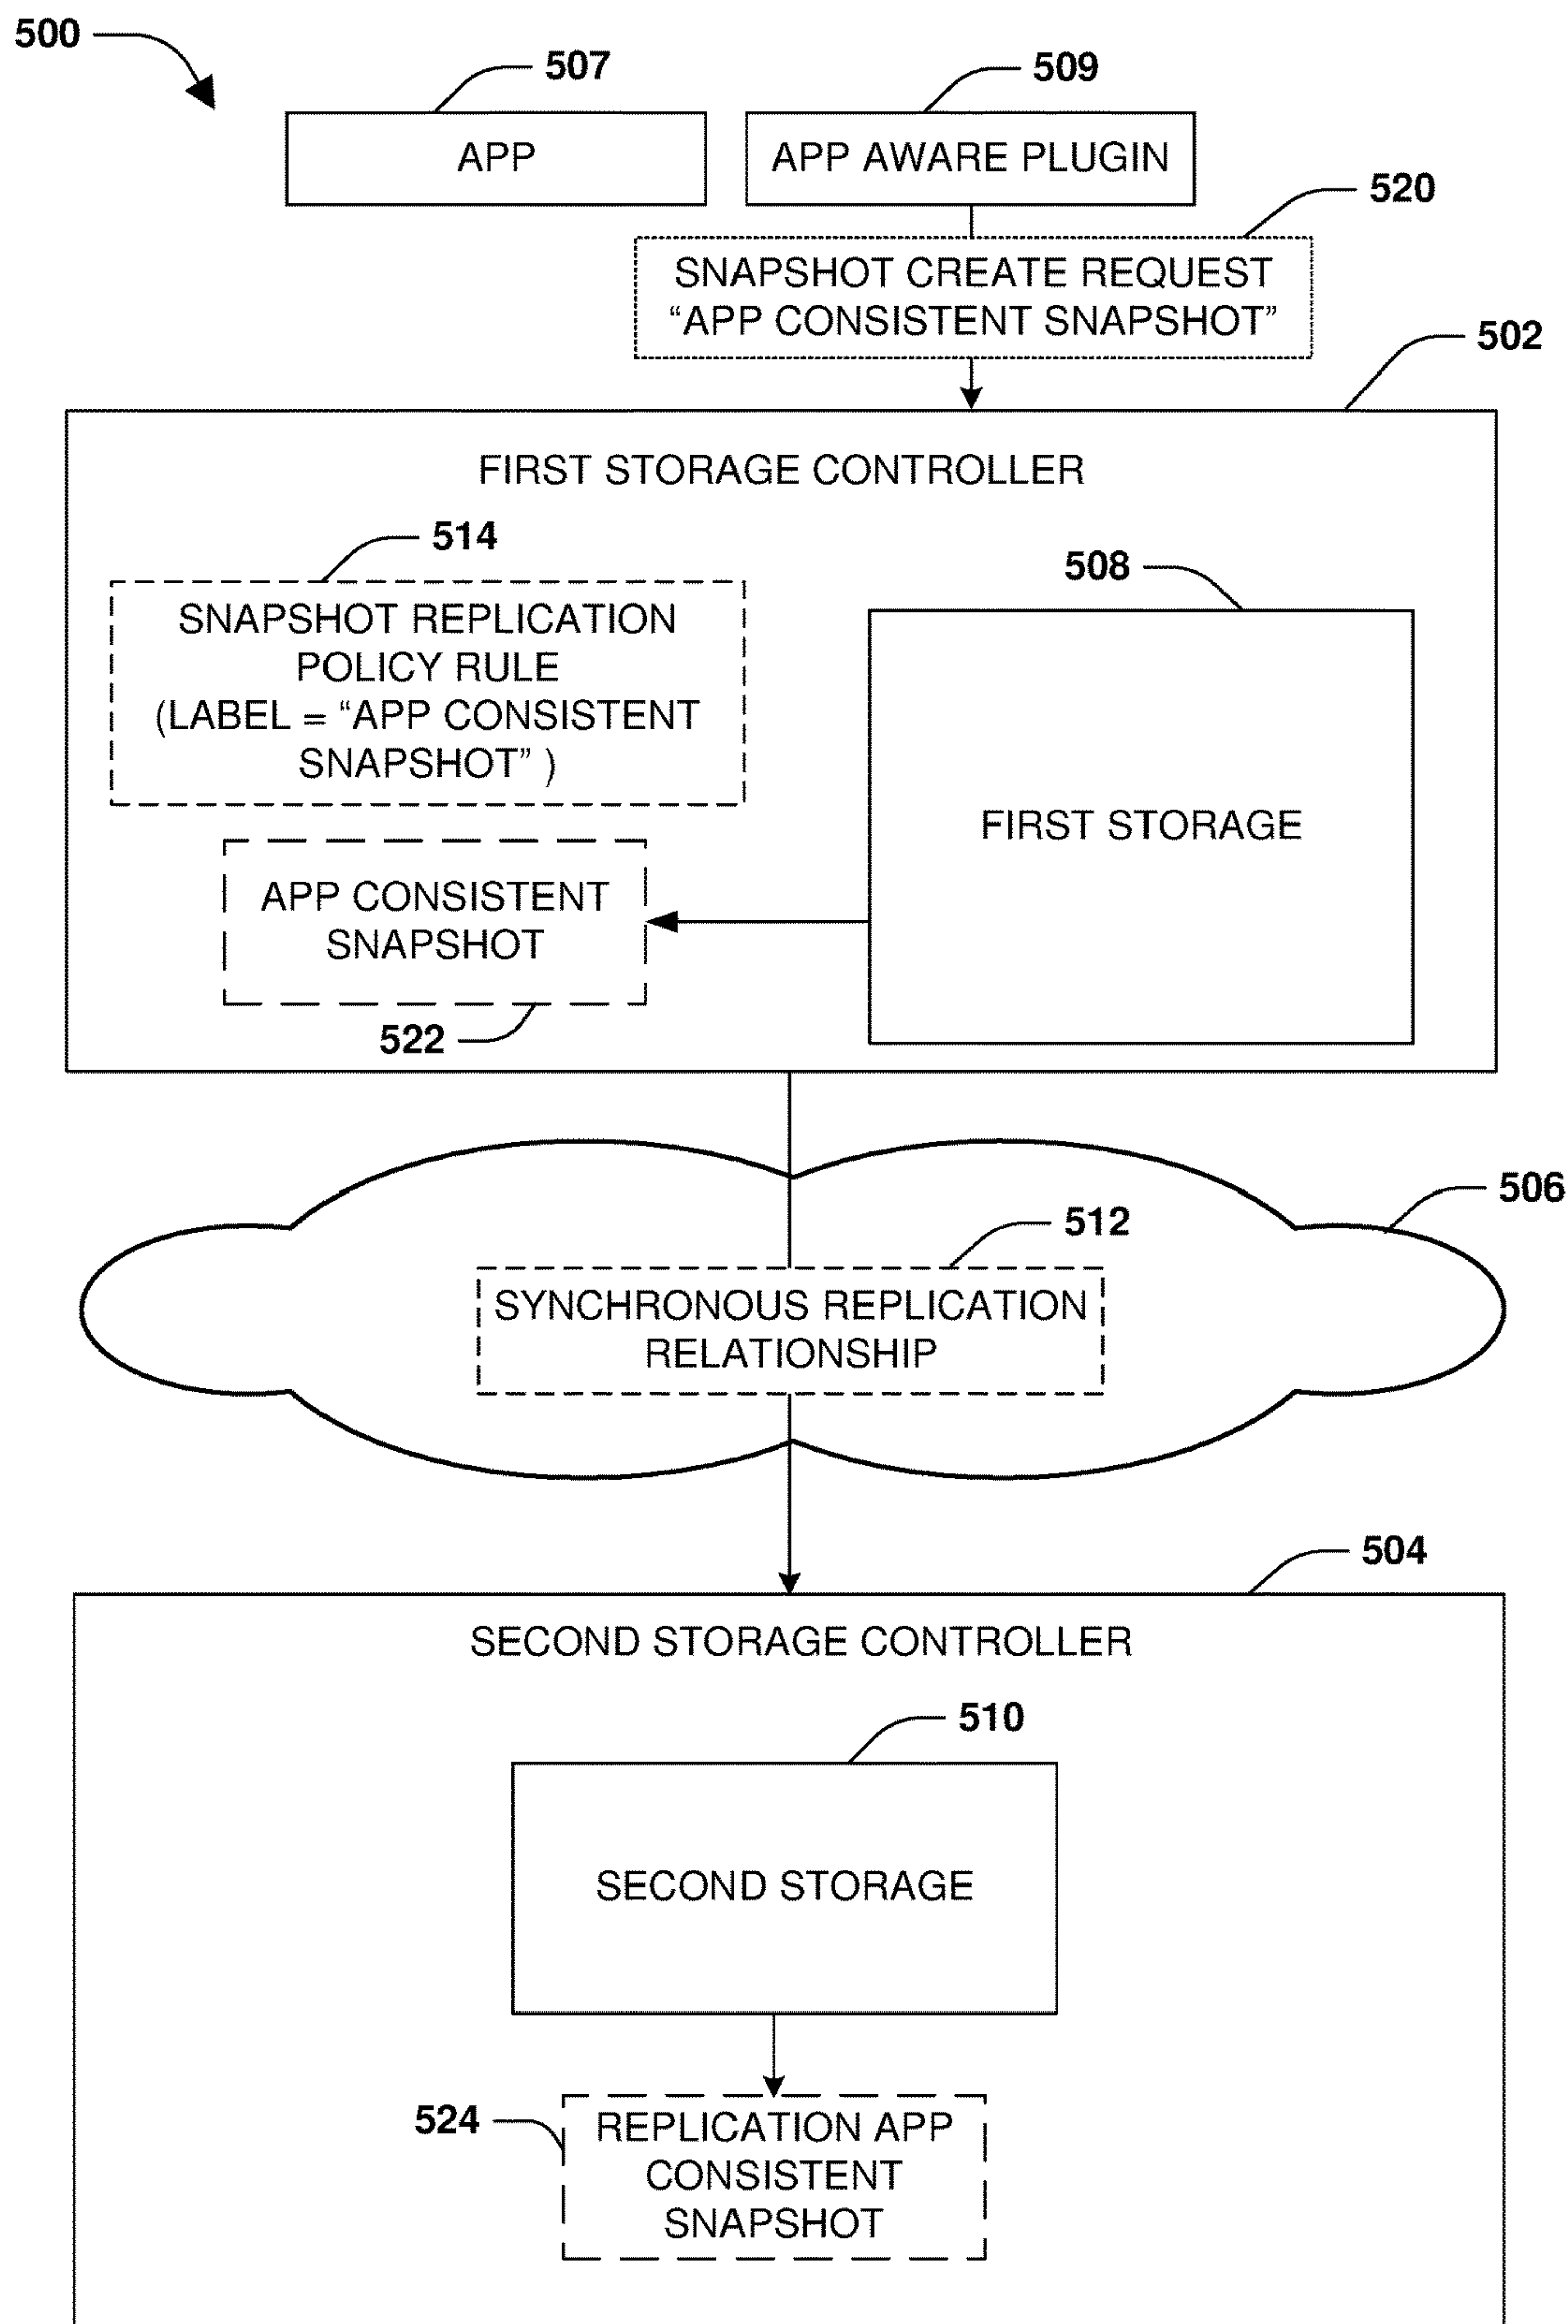 500
507
509
APP
APP AWARE PLUGIN
520
SNAPSHOT CREATE REQUEST
“APP CONSISTENT SNAPSHOT”
502
FIRST STORAGE CONTROLLER
514
508
SNAPSHOT REPLICATION
POLICY RULE
(LABEL = “APP CONSISTENT
SNAPSHOT” )
FIRST STORAGE
APP CONSISTENT
SNAPSHOT
522
506
512
SYNCHRONOUS REPLICATION
RELATIONSHIP
504
SECOND STORAGE CONTROLLER
510
SECOND STORAGE
524
REPLICATION APP
CONSISTENT
SNAPSHOT